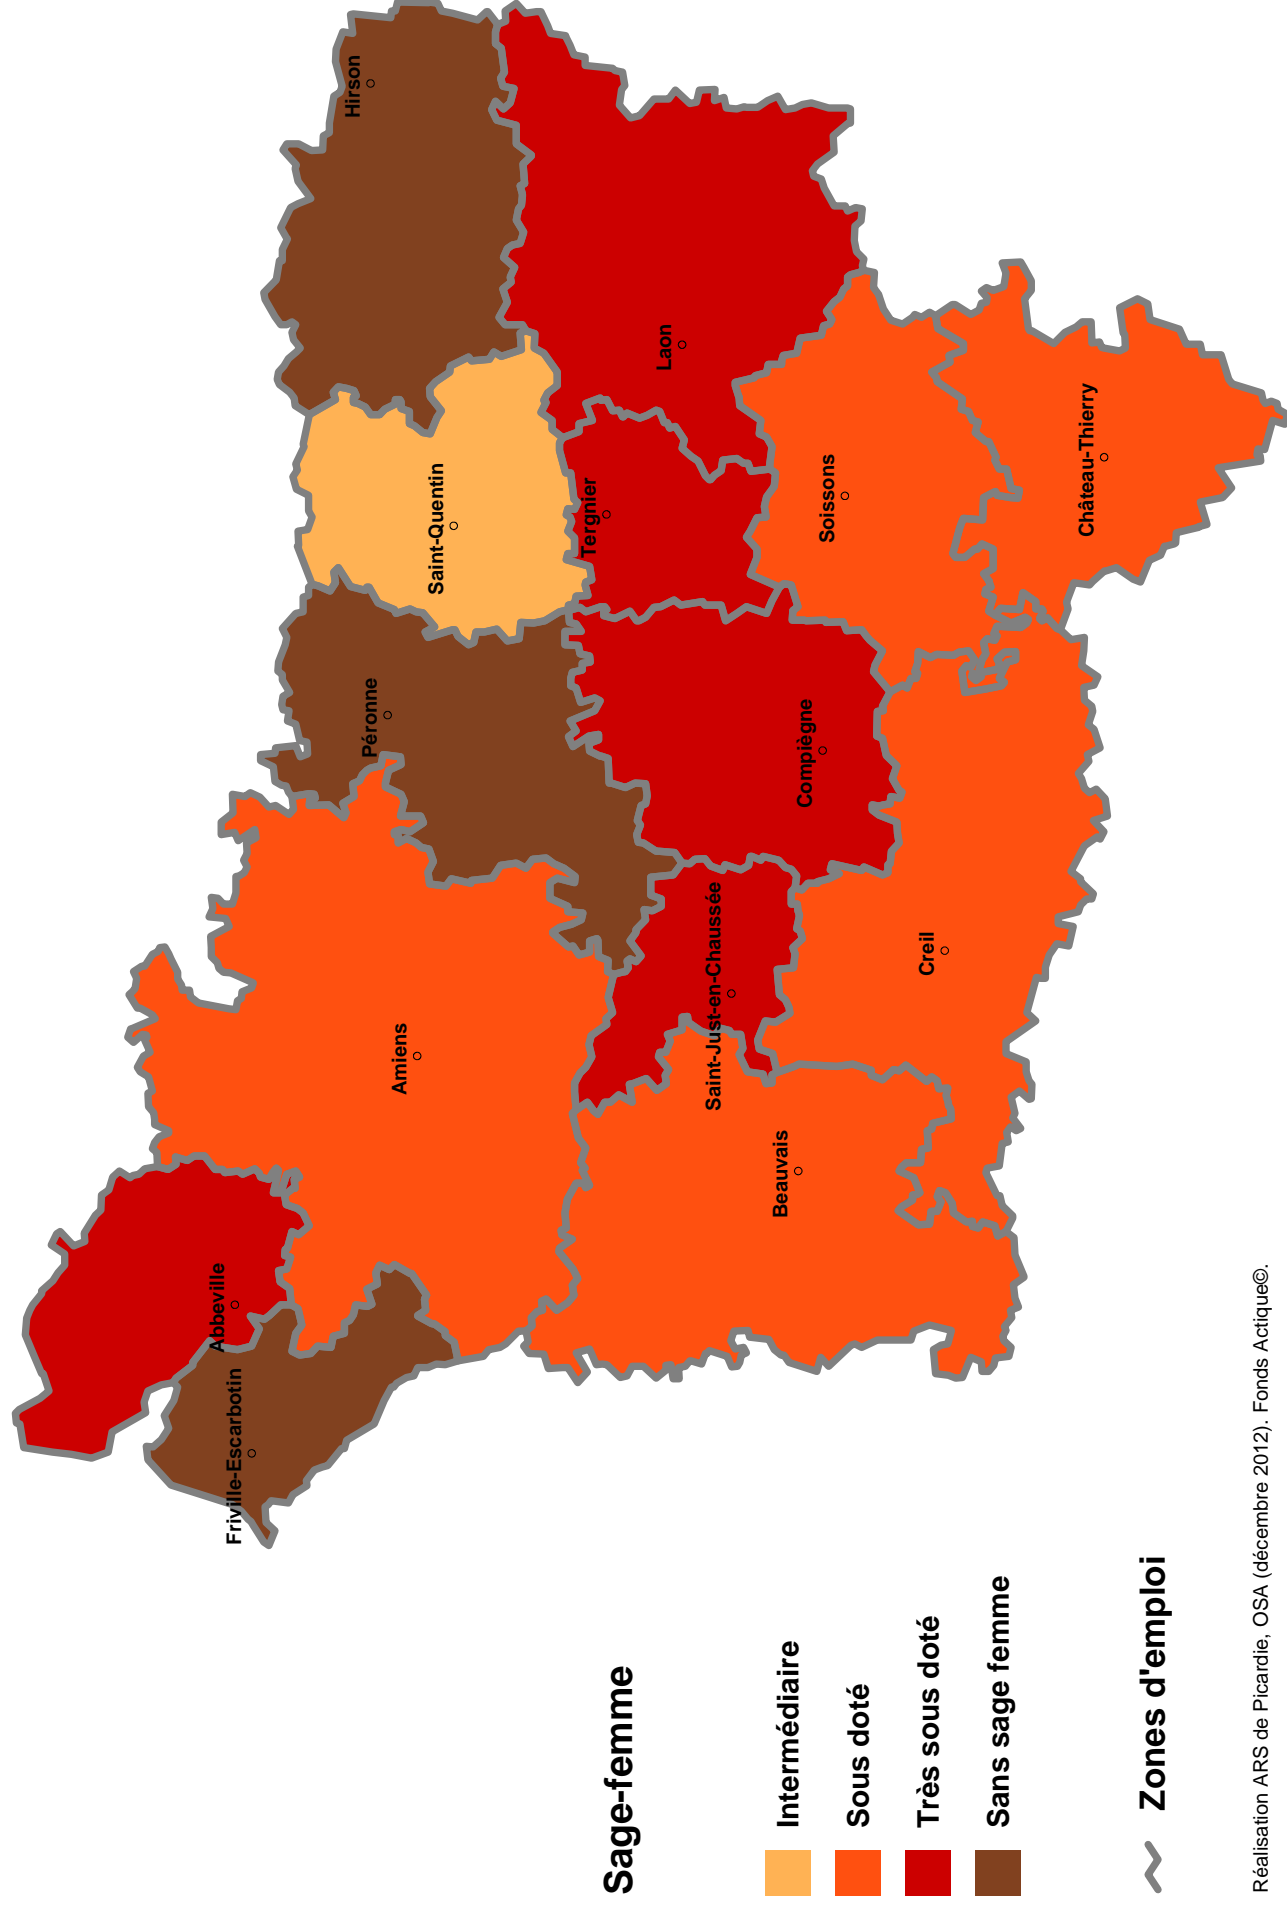 Hirson
Saint-Quentin
Péronne
Laon
Tergnier
Soissons
Château-Thierry
Compiègne
Saint-Just-en-Chaussée
Creil
Amiens
Beauvais
Abbeville
Friville-Escarbotin
Sage-femme
Intermédiaire
Sous doté
Très sous doté
Sans sage femme
Zones d'emploi
Réalisation ARS de Picardie, OSA (décembre 2012). Fonds Actique©.